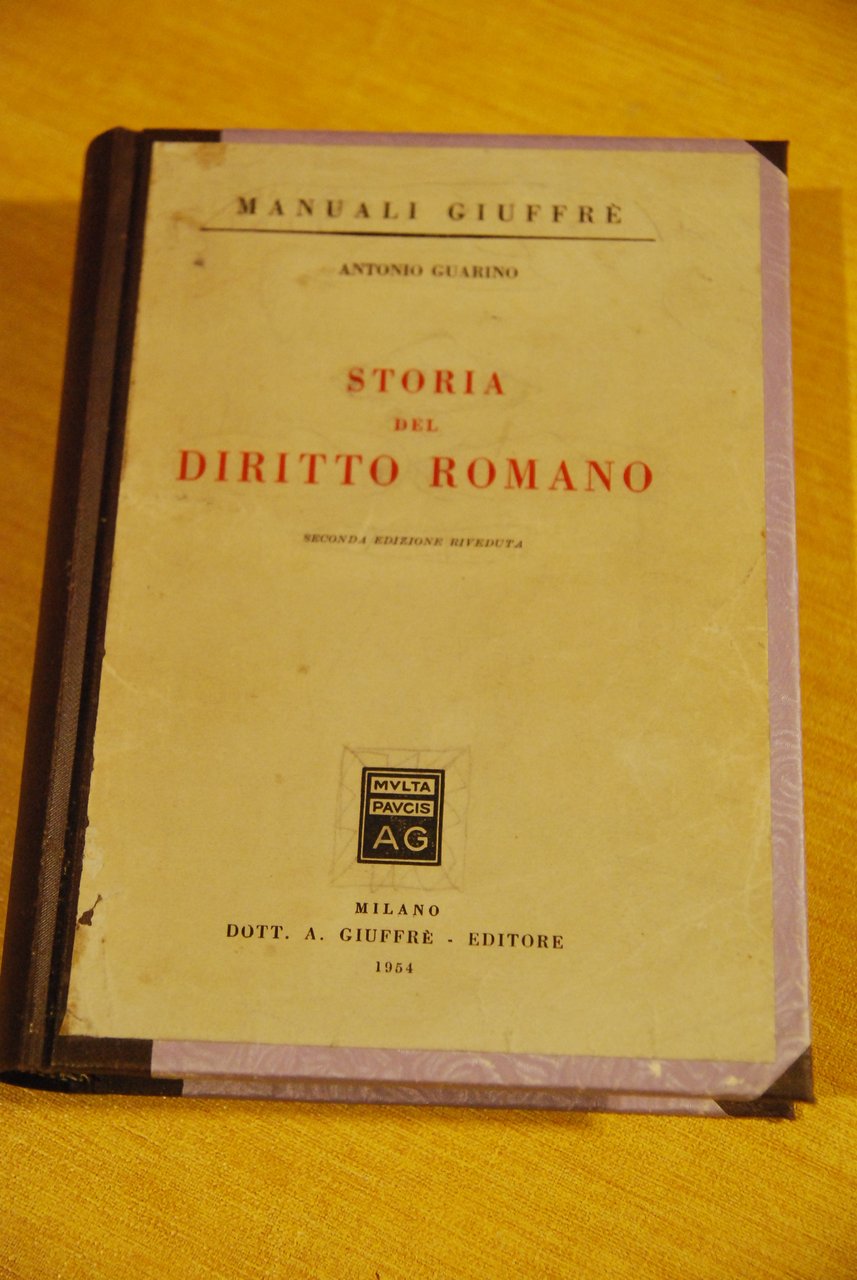 MANUALI GIUFFRÈ
ANTONIO GUARINO
STORIA
DEL
DIRITTO ROMANO
SECONDA EDIZIONE RIVEDUTA
MVLTA
PAVCIS
AG
MILANO
DOTT. A. GIUFFRÈ - EDITORE
1954